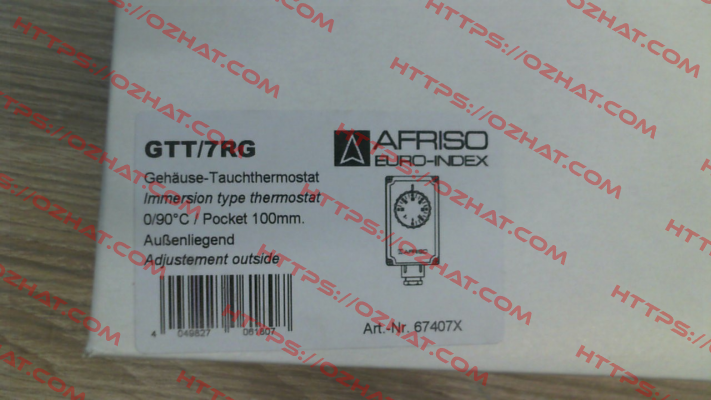 GTT/7RG
AFRISO
EURO-INDEX
Gehäuse-Tauchthermostat
Immersion type thermostat
0/90°C / Pocket 100mm.
Außenliegend
Adjustement outside
AFRISO
Art.-Nr. 67407X
HTTPS://OZHAT.COM
HTTPS://OZHAT.COM
HTTPS://OZHAT.COM
HTTPS://OZHAT.COM
HTTPS://OZHAT.COM
HTTPS://OZHAT.COM
HTTPS://OZHAT.COM
HTTPS://OZHAT.COM